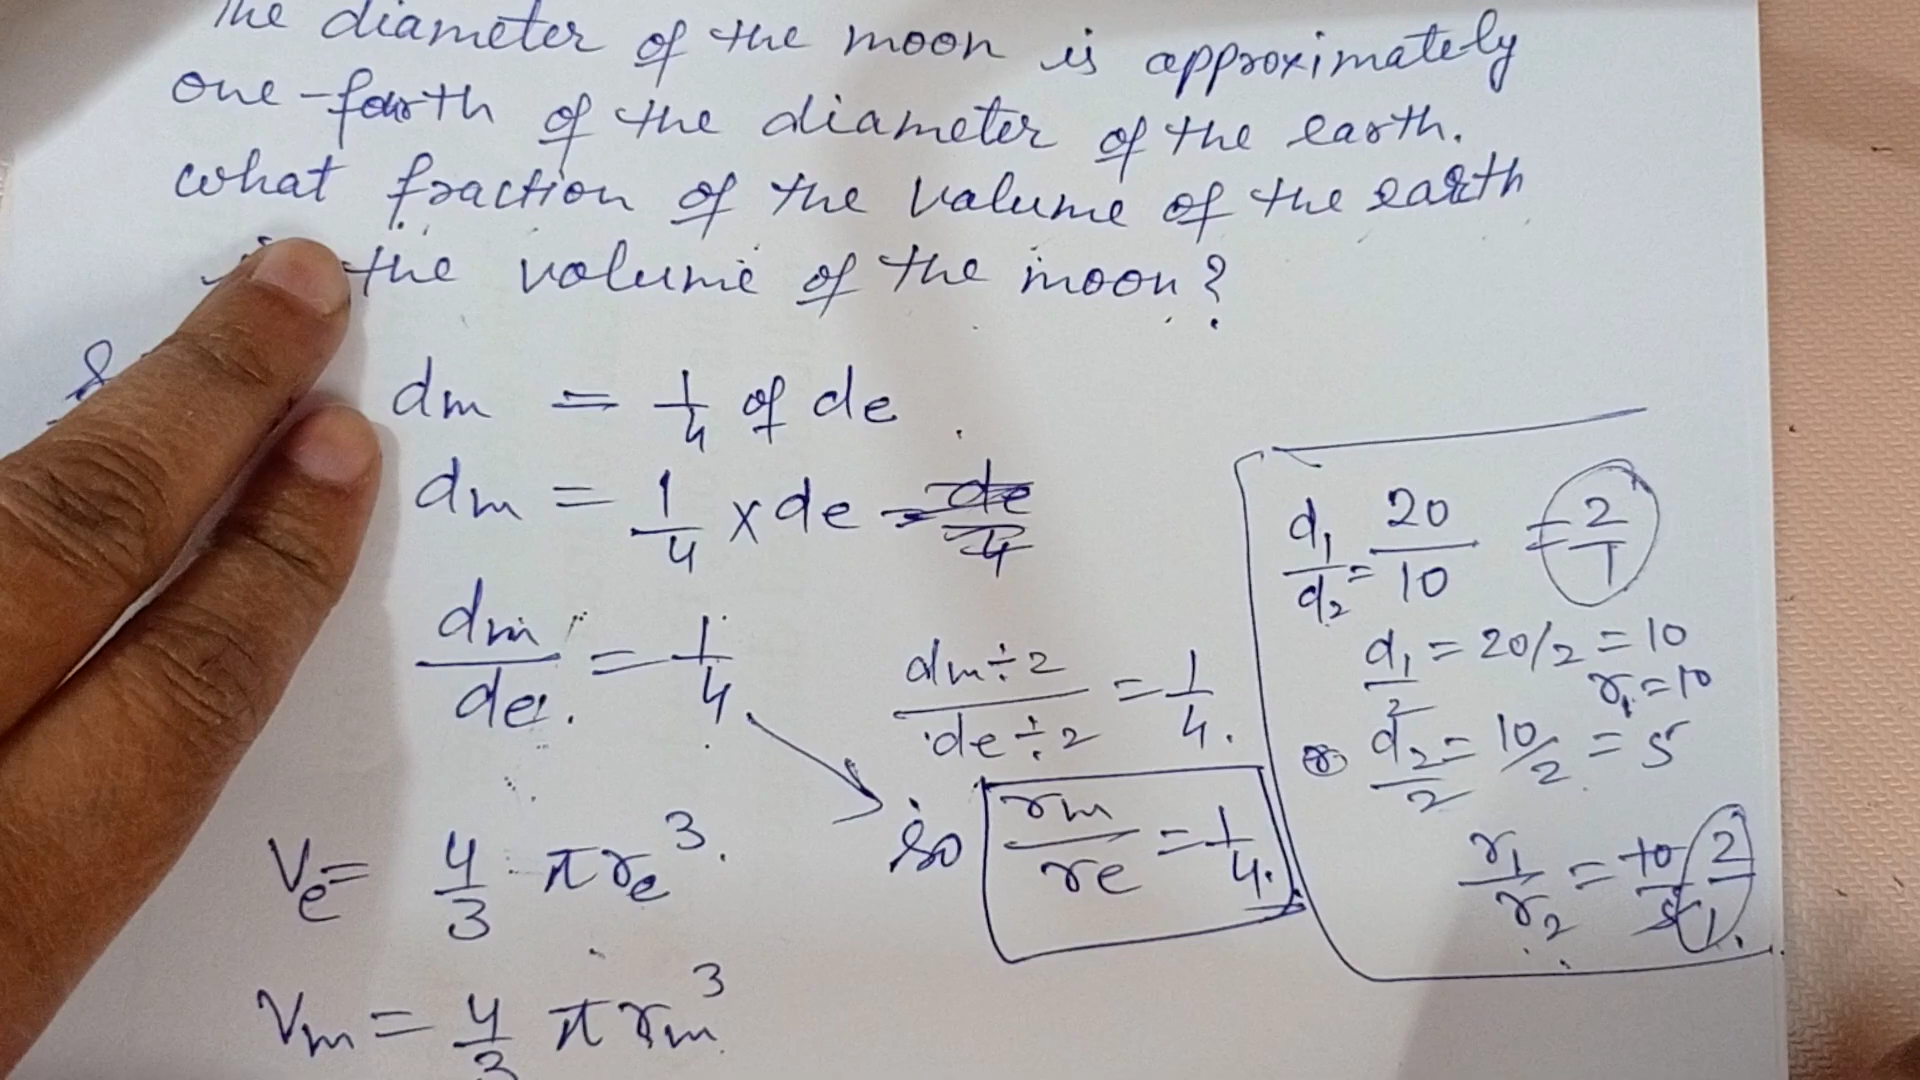 The diameter of the moon is approximately
one-fourth of the diameter of the earth.
What fraction of the valume of the earth
the volume of the moon?
dm = 1/4 of de
dm = 1/4 x de = de/4
dm/de = 1/4
dm÷2/de÷2 = 1/4.
so rm/re = 1/4.
Ve = 4/3 πre³.
Vm = 4/3 πrm³
d1/d2 = 20/10 = 2/1
d1/2 = 20/2 = 10
r1 = 10
d2/2 = 10/2 = 5
r1/r2 = 10/5 2/1.